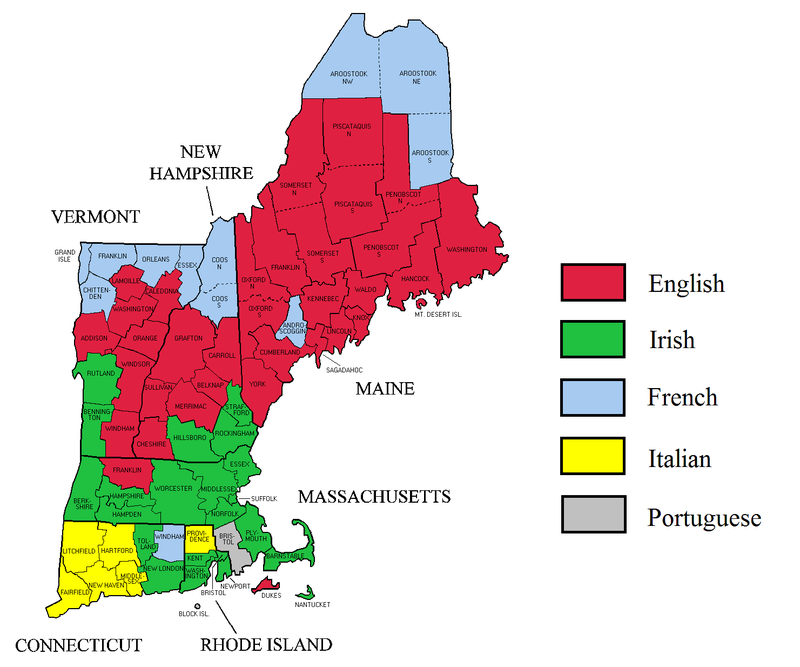 AROOSTOOK
NW
AROOSTOOK
NE
PISCATAQUIS
N
AROOSTOOK
S
NEW
HAMPSHIRE
SOMERSET
N
PENOBSCOT
N
PISCATAQUIS
S
VERMONT
GRAND
ISLE
FRANKLIN
ORLEANS
ESSEX
COOS
N
SOMERSET
S
PENOBSCOT
S
WASHINGTON
CHITTEN-
DEN
LAMOILLE
CALEDONIA
COOS
S
OXFORD
N
FRANKLIN
HANCOCK
WALDO
KENNEBEC
WASHINGTON
OXFORD
S
ANDRO-
SCOGGIN
KNOX
LINCOLN
MT. DESERT ISL.
ADDISON
ORANGE
GRAFTON
CARROLL
CUMBERLAND
SAGADAHOC
RUTLAND
WINDSOR
SULLIVAN
BELKNAP
YORK
MAINE
MERRIMAC
STRAF-
FORD
BENNING
TON
WINDHAM
CHESHIRE
HILLSBORO
ROCKINGHAM
FRANKLIN
ESSEX
BERK-
SHIRE
HAMPSHIRE
WORCESTER
MIDDLESEX
SUFFOLK
MASSACHUSETTS
HAMPDEN
NORFOLK
LITCHFIELD
HARTFORD
TOL-
LAND
WINDHAM
PROVI-
DENCE
BRIS-
TOL
PLY-
MOUTH
KENT
BARNSTABLE
FAIRFIELD
NEW HAVEN
MIDDLE-
SEX
NEW LONDON
WASH-
INGTON
NEWPORT
BRISTOL
DUKES
NANTUCKET
BLOCK ISL.
CONNECTICUT
RHODE ISLAND
English
Irish
French
Italian
Portuguese